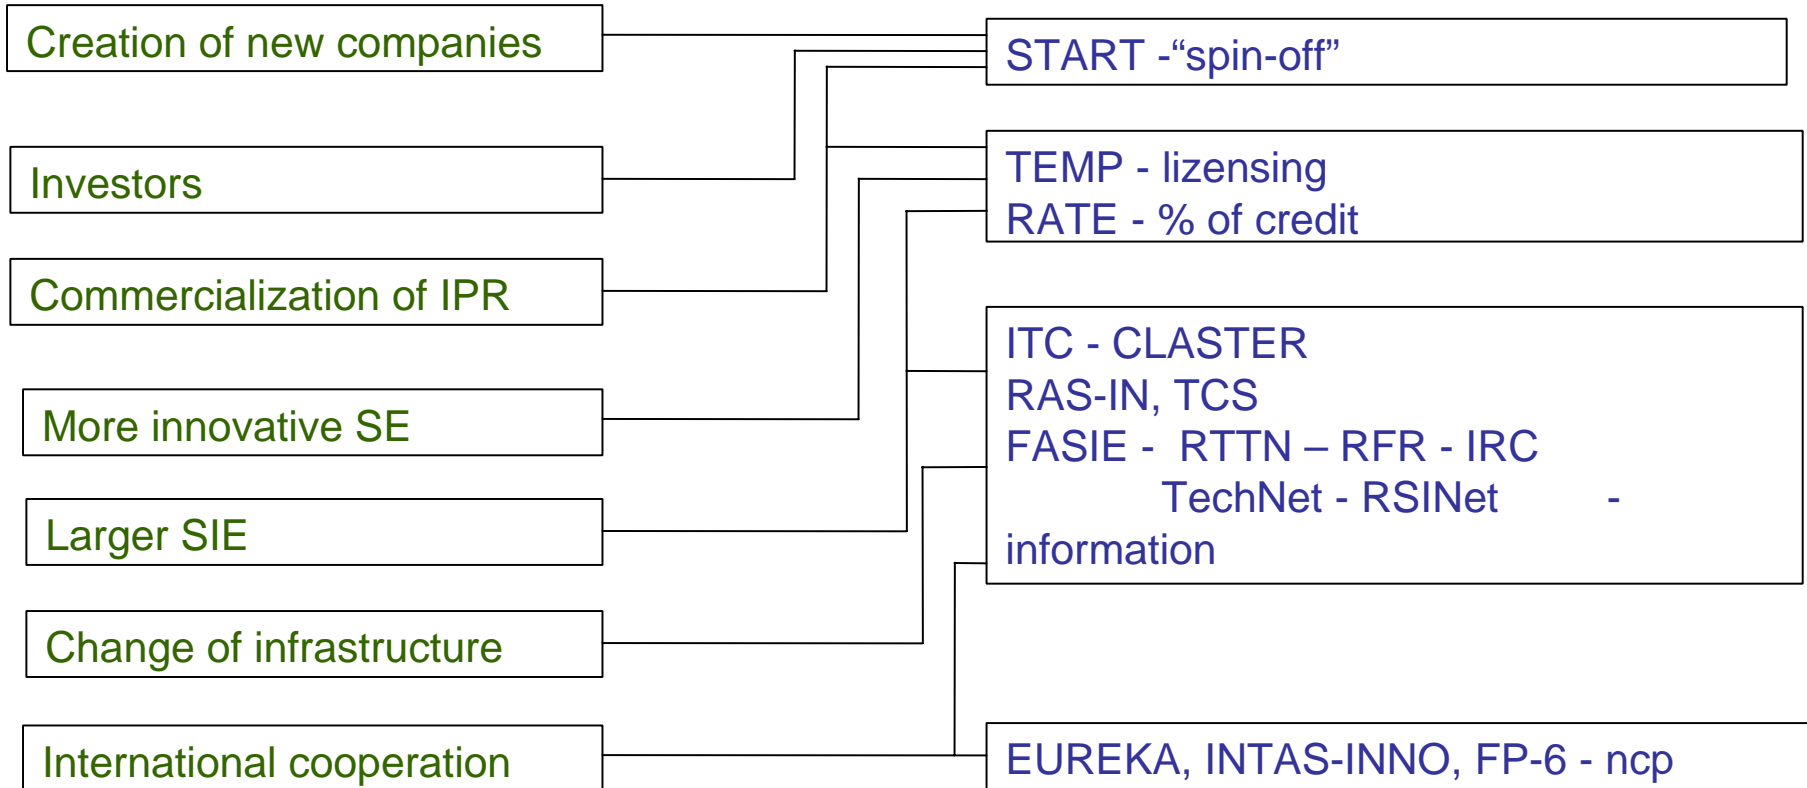 Creation of new companies
Investors
Commercialization of IPR
More innovative SE
Larger SIE
Change of infrastructure
International cooperation
START -“spin-off”
TEMP - lizensing
RATE - % of credit
ITC - CLASTER
RAS-IN, TCS
FASIE - RTTN – RFR - IRC
TechNet - RSINet -
information
EUREKA, INTAS-INNO, FP-6 - ncp